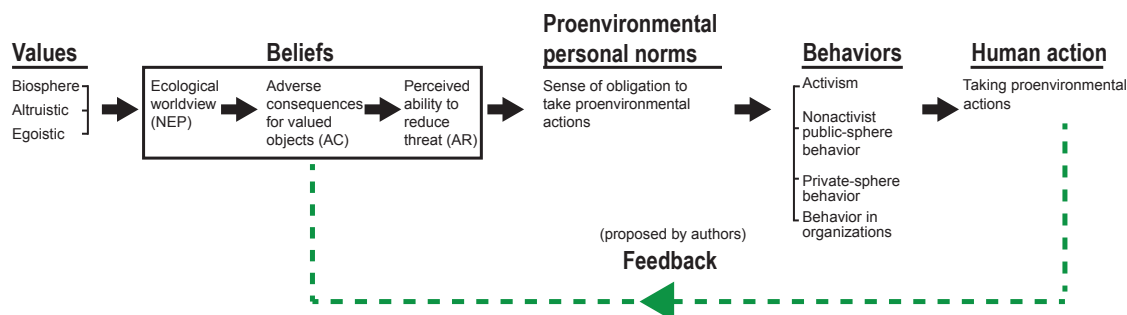 Values
Biosphere
Altruistic
Egoistic
Beliefs
Ecological
worldview
(NEP)
Adverse
consequences
for valued
objects (AC)
Perceived
ability to
reduce
threat (AR)
Proenvironmental
personal norms
Sense of obligation to
take proenvironmental
actions
Behaviors
Activism
Nonactivist
public-sphere
behavior
Private-sphere
behavior
Behavior in
organizations
Human action
Taking proenvironmental
actions
(proposed by authors)
Feedback